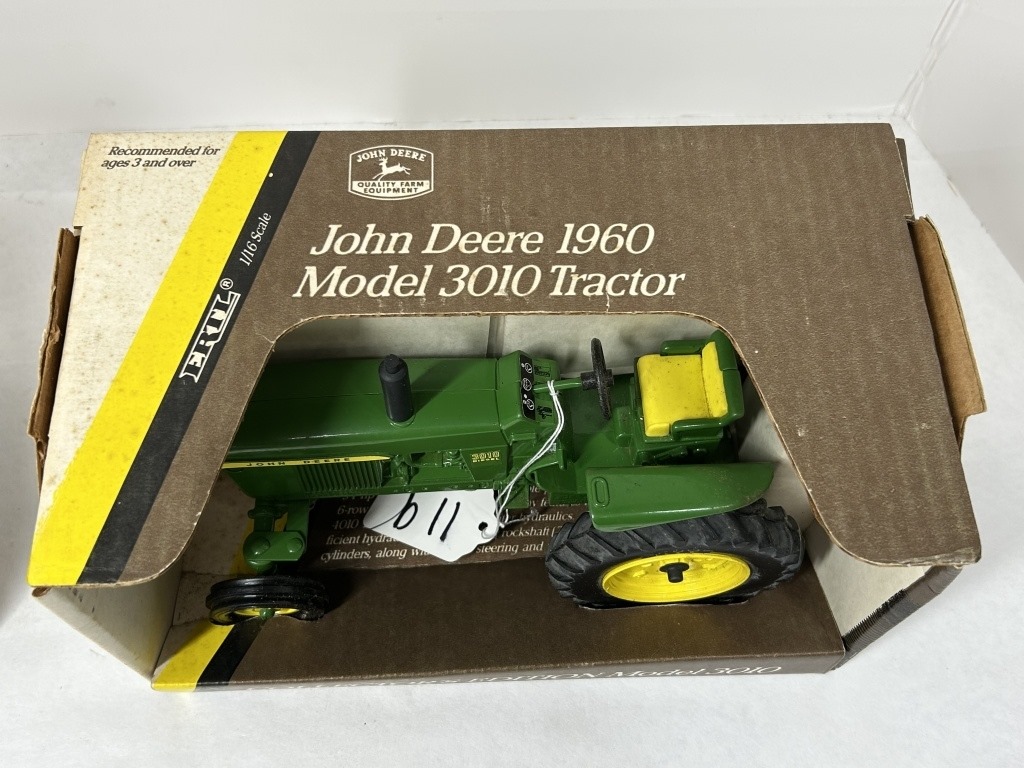 Recommended for
ages 3 and over
JOHN DEERE
QUALITY FARM
EQUIPMENT
John Deere 1960
Model 3010 Tractor
ERTL® 1/16 Scale
JOHN DEERE
3010
DIESEL
6-row
4010
hydraulics.
ficient hydra
rockshaft
cylinders, along
steering and
EDITION Model 3010